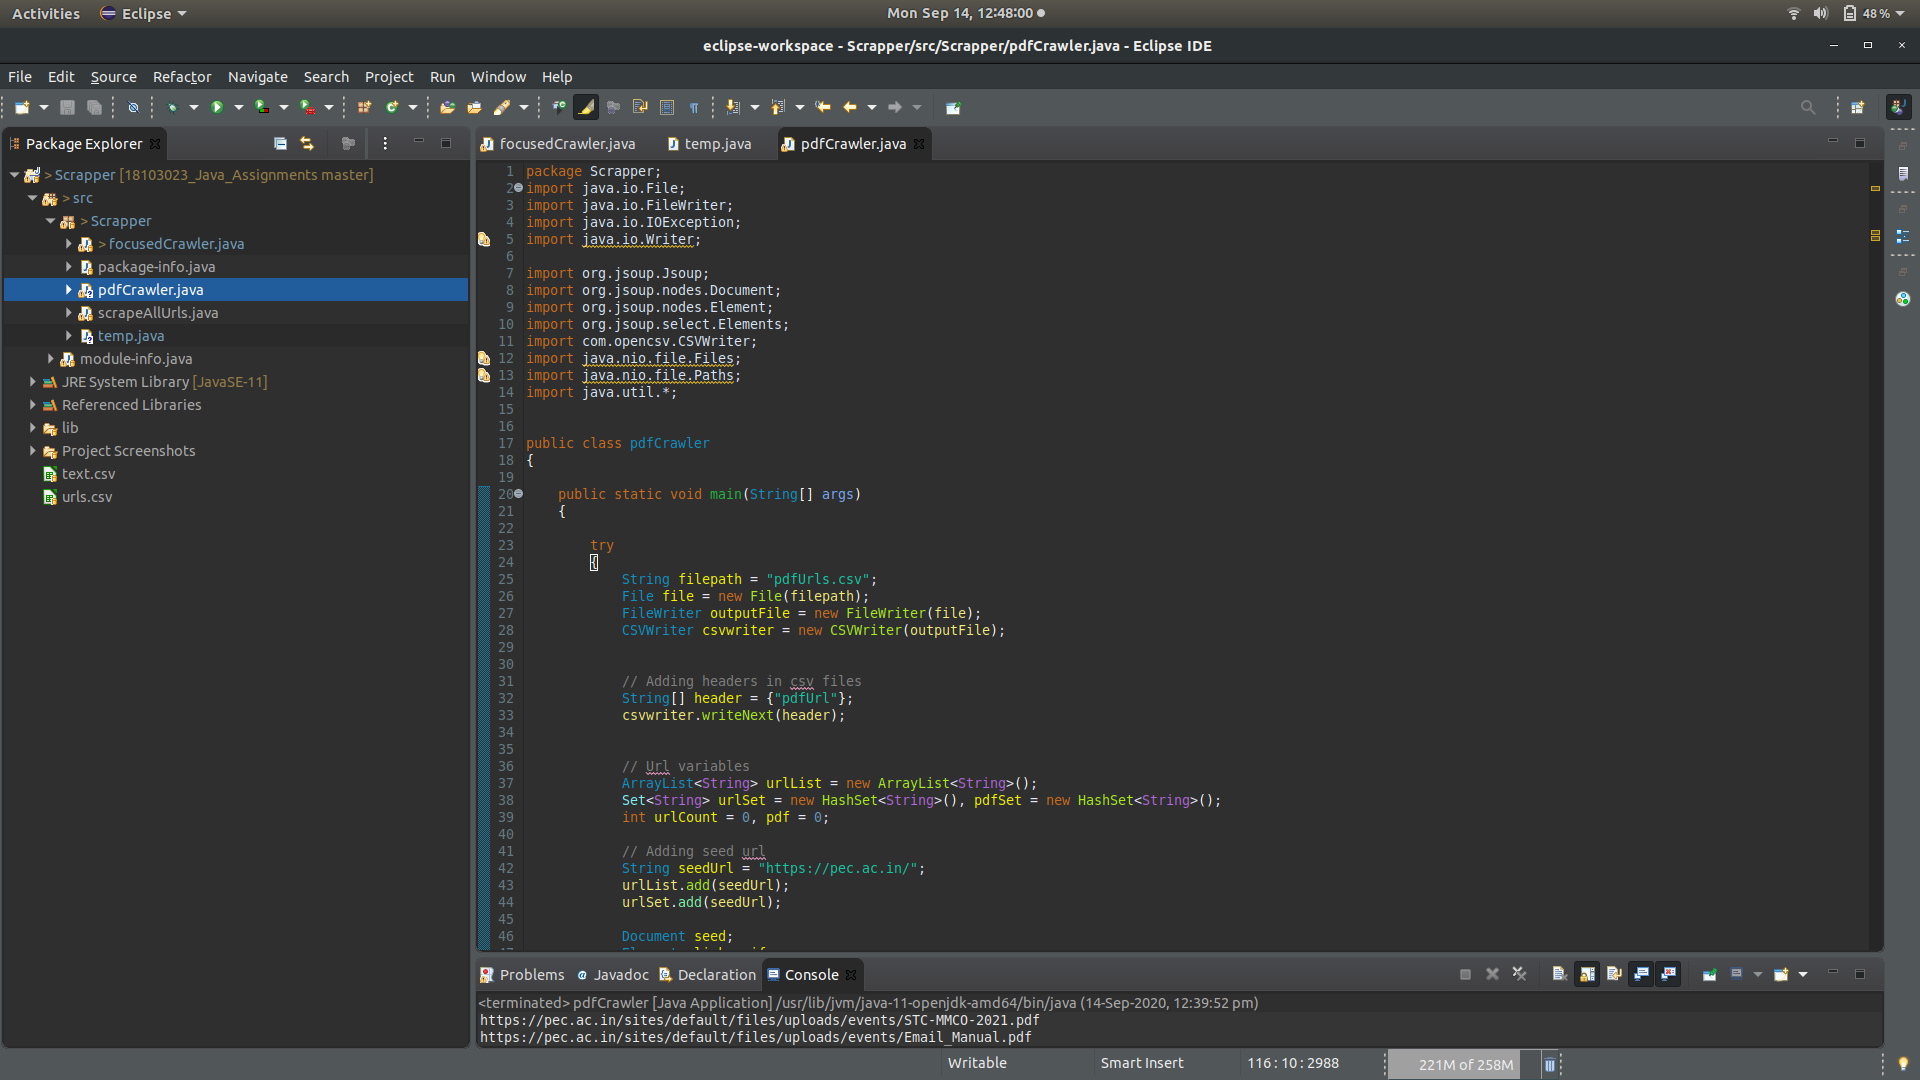 Activities Eclipse Mon Sep 14, 12:48:00 48 %
eclipse-workspace - Scrapper/src/Scrapper/pdfCrawler.java - Eclipse IDE
File Edit Source Refactor Navigate Search Project Run Window Help
Package Explorer
> Scrapper [18103023_Java_Assignments master]
> src
> Scrapper
> focusedCrawler.java
package-info.java
pdfCrawler.java
scrapeAllUrls.java
temp.java
module-info.java
JRE System Library [JavaSE-11]
Referenced Libraries
lib
Project Screenshots
text.csv
urls.csv
focusedCrawler.java temp.java pdfCrawler.java
1 package Scrapper;
2 import java.io.File;
3 import java.io.FileWriter;
4 import java.io.IOException;
5 import java.io.Writer;
6
7 import org.jsoup.Jsoup;
8 import org.jsoup.nodes.Document;
9 import org.jsoup.nodes.Element;
10 import org.jsoup.select.Elements;
11 import com.opencsv.CSVWriter;
12 import java.nio.file.Files;
13 import java.nio.file.Paths;
14 import java.util.*;
15
16
17 public class pdfCrawler
18 {
19
20 public static void main(String[] args)
21 {
22
23 try
24 {
25 String filepath = "pdfUrls.csv";
26 File file = new File(filepath);
27 FileWriter outputFile = new FileWriter(file);
28 CSVWriter csvwriter = new CSVWriter(outputFile);
29
30
31 // Adding headers in csv files
32 String[] header = {"pdfUrl"};
33 csvwriter.writeNext(header);
34
35
36 // Url variables
37 ArrayList<String> urlList = new ArrayList<String>();
38 Set<String> urlSet = new HashSet<String>(), pdfSet = new HashSet<String>();
39 int urlCount = 0, pdf = 0;
40
41 // Adding seed url
42 String seedUrl = "https://pec.ac.in/";
43 urlList.add(seedUrl);
44 urlSet.add(seedUrl);
45
46 Document seed;
Problems Javadoc Declaration Console
<terminated> pdfCrawler [Java Application] /usr/lib/jvm/java-11-openjdk-amd64/bin/java (14-Sep-2020, 12:39:52 pm)
https://pec.ac.in/sites/default/files/uploads/events/STC-MMCO-2021.pdf
https://pec.ac.in/sites/default/files/uploads/events/Email_Manual.pdf
Writable Smart Insert 116 : 10 : 2988 221M of 258M